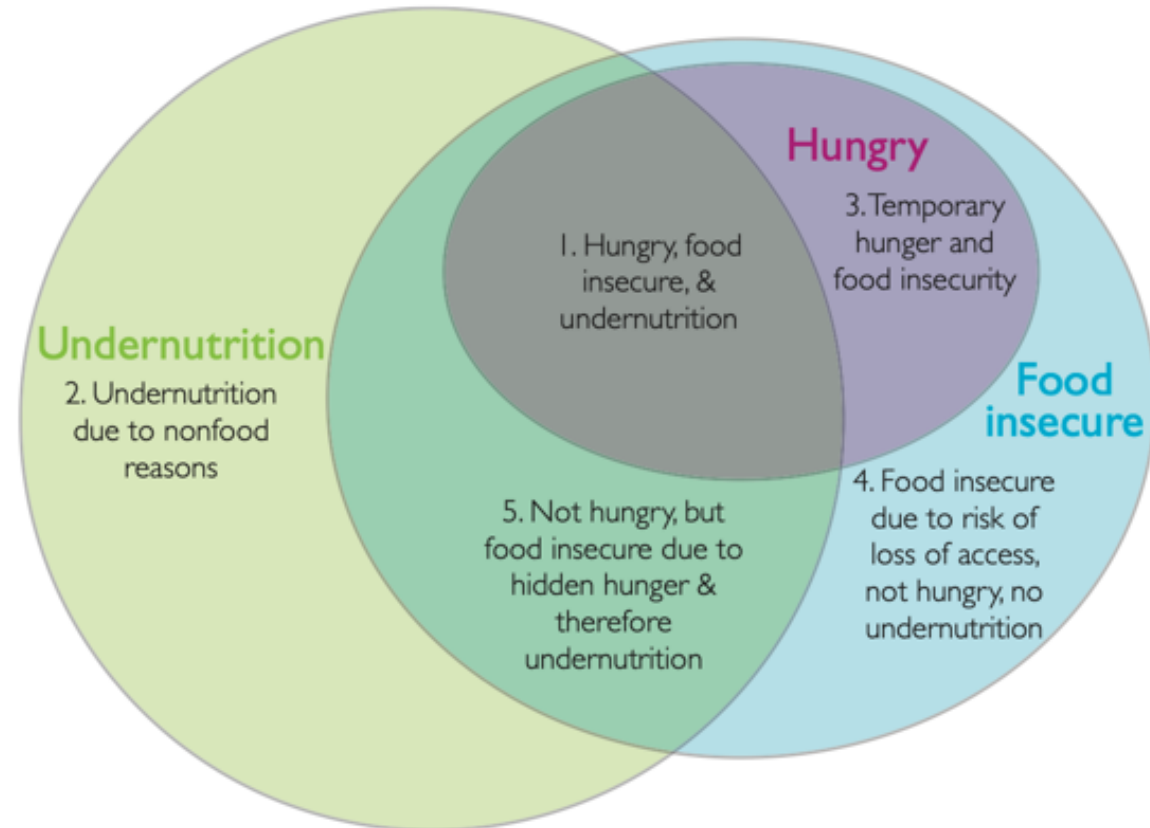 Hungry
3. Temporary
hunger and
food insecurity
1. Hungry, food
insecure, &
undernutrition
Undernutrition
2. Undernutrition
due to nonfood
reasons
Food
insecure
4. Food insecure
due to risk of
loss of access,
not hungry, no
undernutrition
5. Not hungry, but
food insecure due to
hidden hunger &
therefore
undernutrition